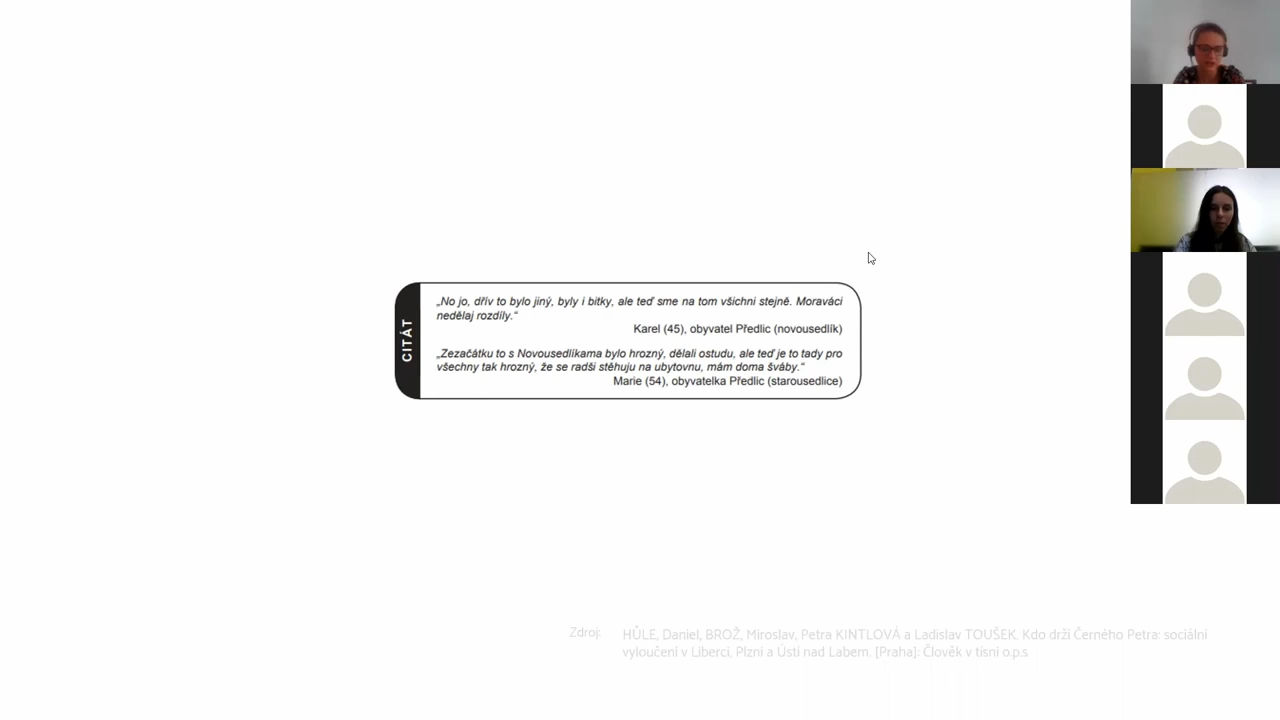 CITÁT
„No jo, dřív to bylo jiný, byly i bitky, ale teď sme na tom všichni stejně. Moraváci
nedělaj rozdíly.“
Karel (45), obyvatel Předlic (novousedlík)
„Zezačátku to s Novousedlíkama bylo hrozný, dělali ostudu, ale teď je to tady pro
všechny tak hrozný, že se radši stěhuju na ubytovnu, mám doma šváby.“
Marie (54), obyvatelka Předlic (starousedlice)
Zdroj: HŮLE, Daniel, BROŽ, Miroslav, Petra KINTLOVÁ a Ladislav TOUŠEK. Kdo drží Černého Petra: sociální
vyloučení v Liberci, Plzni a Ústí nad Labem. [Praha]: Člověk v tísni o.p.s.